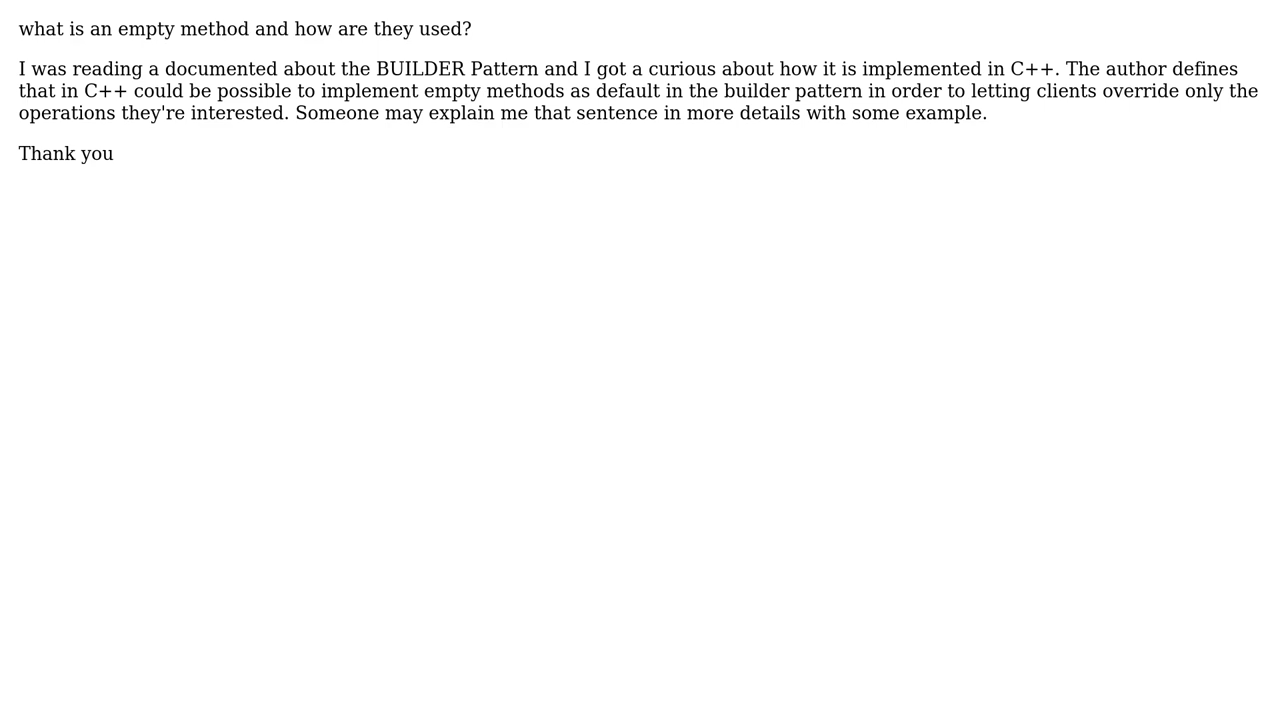 what is an empty method and how are they used?
I was reading a documented about the BUILDER Pattern and I got a curious about how it is implemented in C++. The author defines
that in C++ could be possible to implement empty methods as default in the builder pattern in order to letting clients override only the
operations they're interested. Someone may explain me that sentence in more details with some example.
Thank you